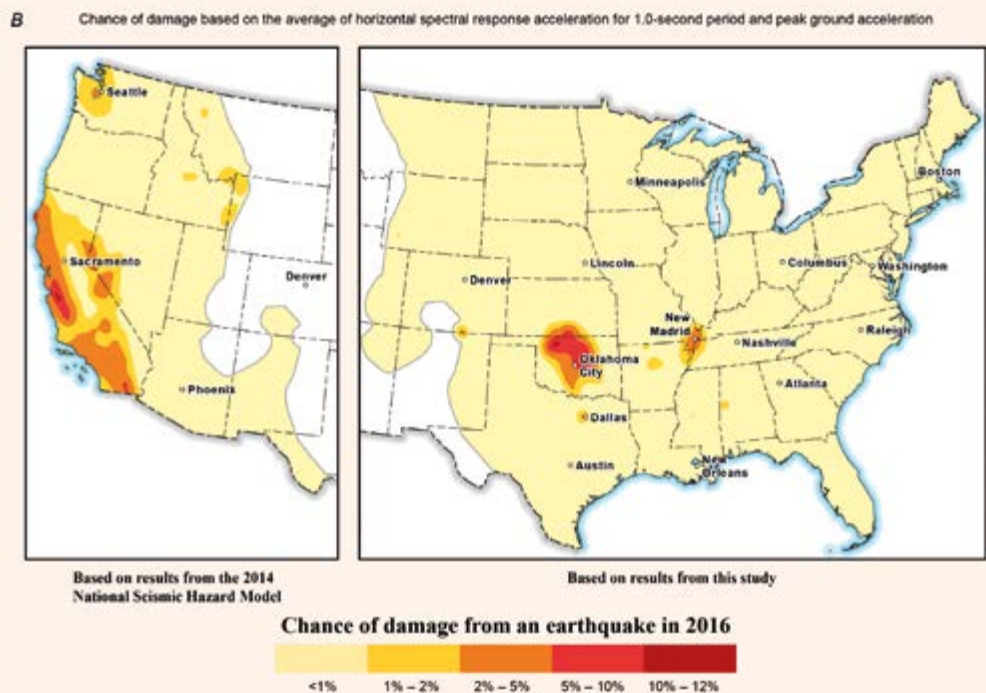 B Chance of damage based on the average of horizontal spectral response acceleration for 1.0-second period and peak ground acceleration
Seattle
Sacramento
Denver
Phoenix
Minneapolis
Boston
Lincoln
Columbus
Washington
Denver
New
Madrid
Nashville
Raleigh
Oklahoma
City
Atlanta
Dallas
Austin
New
Orleans
Based on results from the 2014
National Seismic Hazard Model
Based on results from this study
Chance of damage from an earthquake in 2016
<1% 1% – 2% 2% – 5% 5% – 10% 10% – 12%